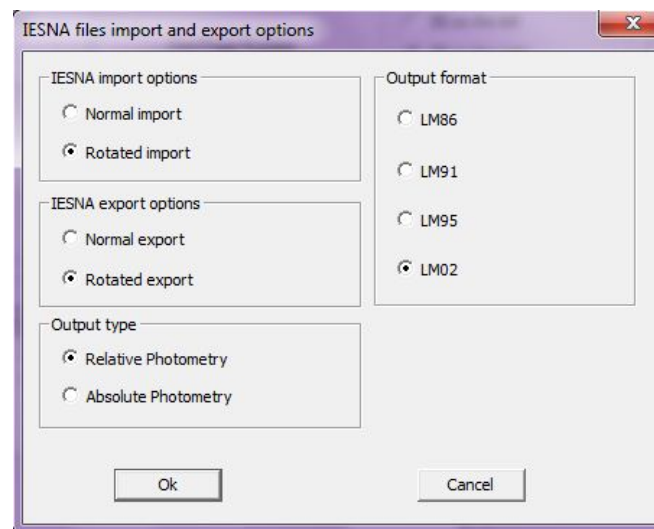 IESNA files import and export options
IESNA import options
Normal import
Rotated import
IESNA export options
Normal export
Rotated export
Output type
Relative Photometry
Absolute Photometry
Output format
LM86
LM91
LM95
LM02
Ok
Cancel